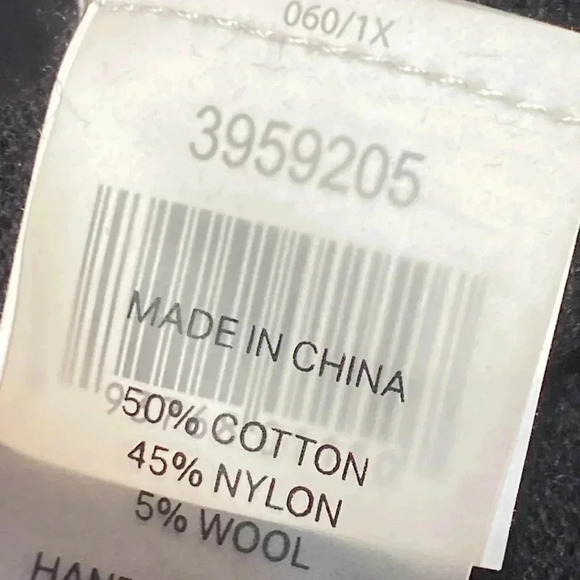 060/1X
3959205
MADE IN CHINA
50% COTTON
45% NYLON
5% WOOL